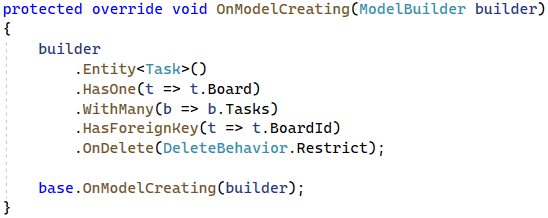 protected override void OnModelCreating(ModelBuilder builder)
{
    builder
        .Entity<Task>()
        .HasOne(t => t.Board)
        .WithMany(b => b.Tasks)
        .HasForeignKey(t => t.BoardId)
        .OnDelete(DeleteBehavior.Restrict);

    base.OnModelCreating(builder);
}